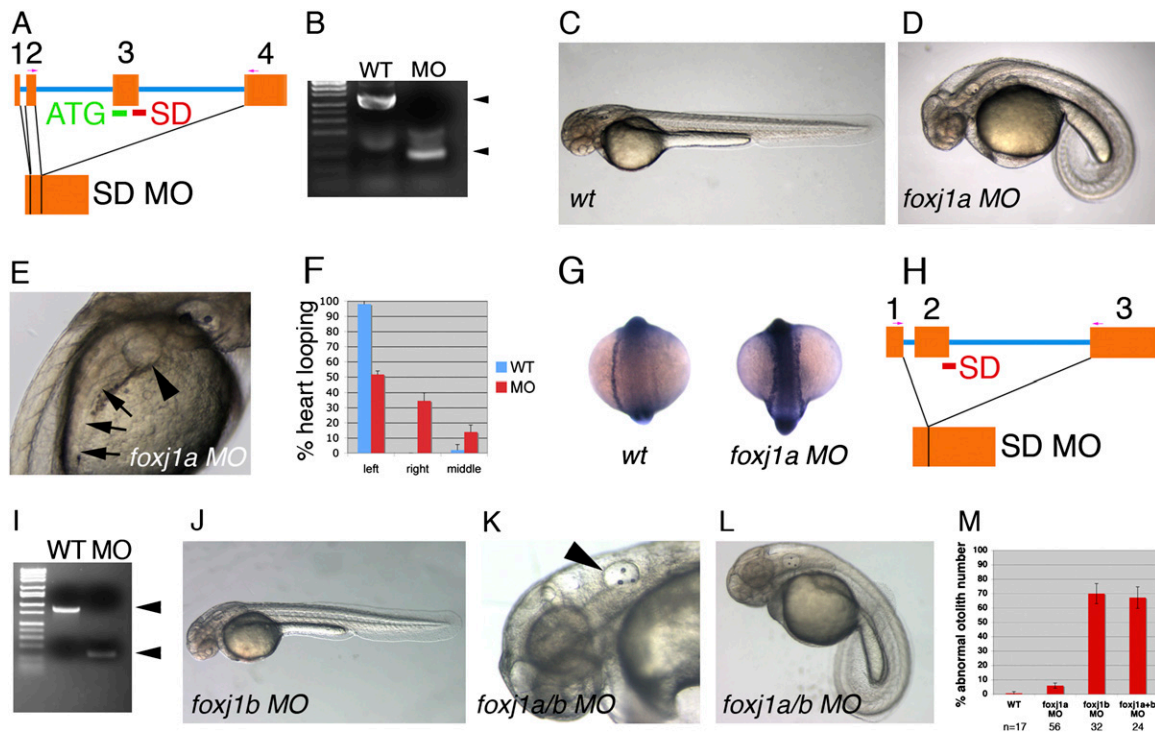 A
1 2 3 4
ATG SD
SD MO
B
WT MO
C
wt
D
foxj1a MO
E
foxj1a MO
F
% heart looping
100
90
80
70
60
50
40
30
20
10
0
left right middle
WT
MO
G
wt foxj1a MO
H
1 2 3
SD
SD MO
I
WT MO
J
foxj1b MO
K
foxj1a/b MO
L
foxj1a/b MO
M
% abnormal otolith number
100
90
80
70
60
50
40
30
20
10
0
WT foxj1a MO foxj1b MO foxj1a+b MO
n=17 56 32 24